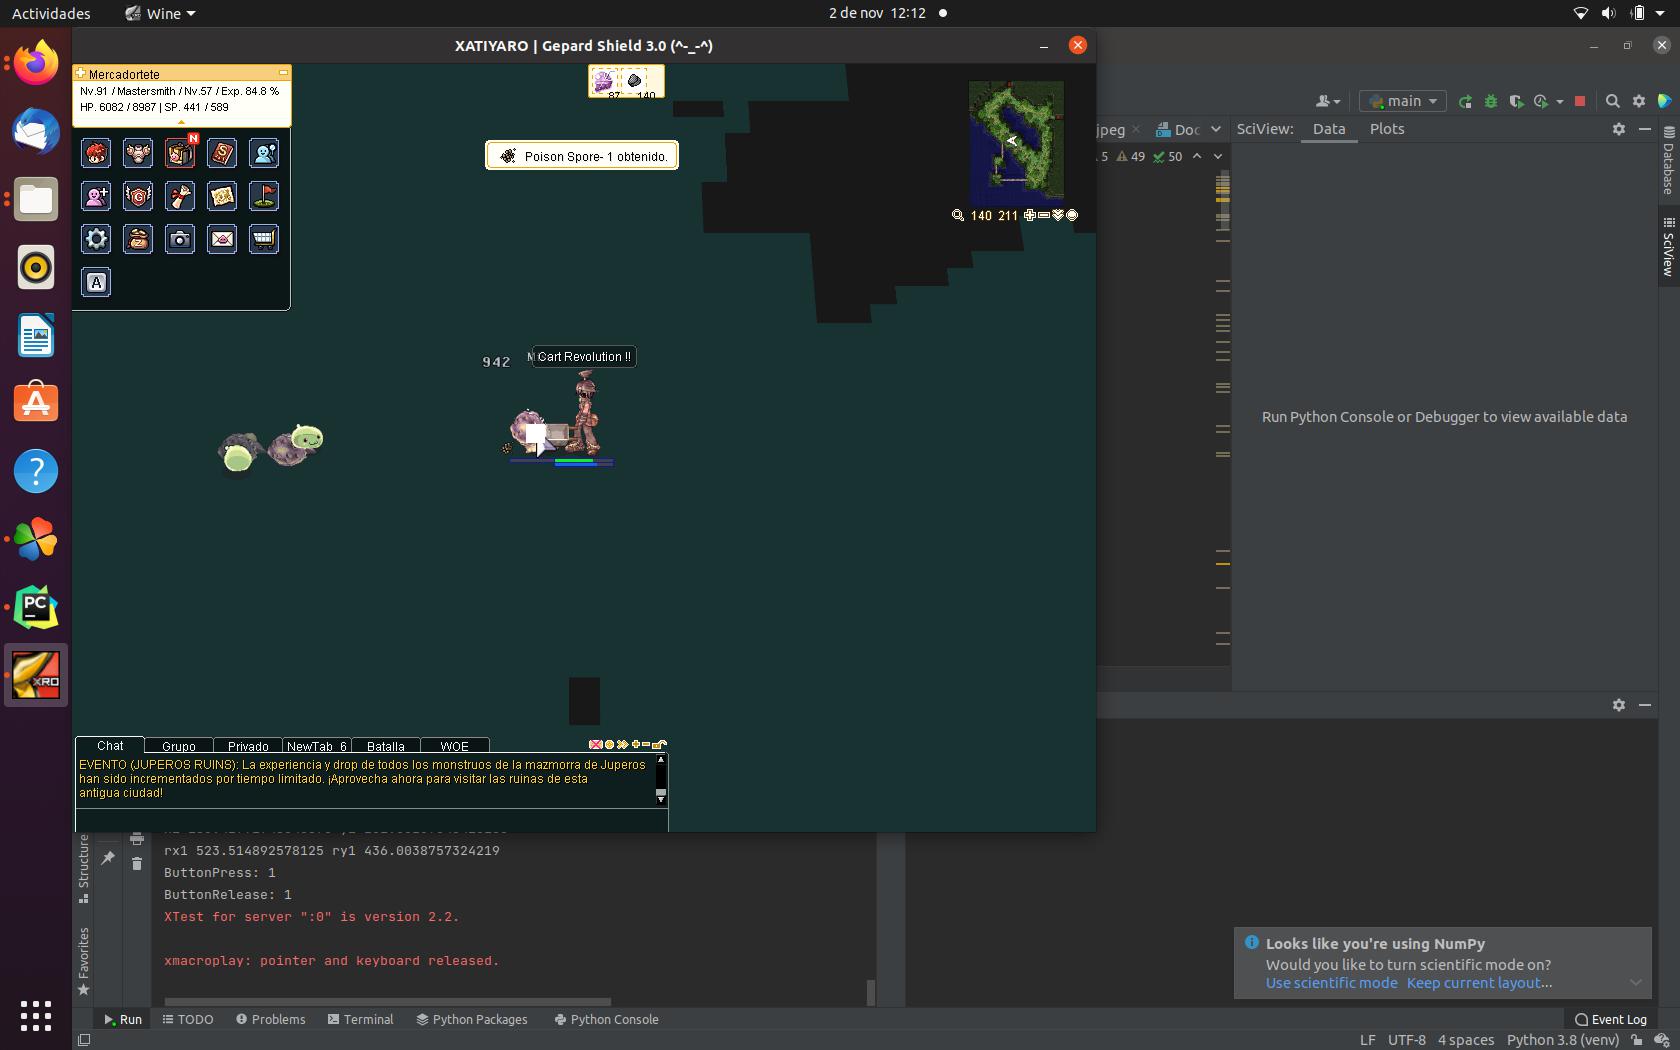 Actividades
Wine
2 de nov 12:12
XATIYARO | Gepard Shield 3.0 (^-_-^)
Mercadortete
Nv.91 / Mastersmith / Nv.57 / Exp. 84.8 %
HP. 6082 / 8987 | SP. 441 / 589
N
A
87
140
Poison Spore- 1 obtenido.
140 211
942
Cart Revolution !!
Chat
Grupo
Privado
NewTab_6
Batalla
WOE
EVENTO (JUPEROS RUINS): La experiencia y drop de todos los monstruos de la mazmorra de Juperos
han sido incrementados por tiempo limitado. ¡Aprovecha ahora para visitar las ruinas de esta
antigua ciudad!
main
jpeg
Doc
5 49 50
SciView:
Data
Plots
Database
SciView
Run Python Console or Debugger to view available data
PC
XRO
Structure
Favorites
rx1 523.514892578125 ry1 436.0038757324219
ButtonPress: 1
ButtonRelease: 1
XTest for server ":0" is version 2.2.
xmacroplay: pointer and keyboard released.
Looks like you're using NumPy
Would you like to turn scientific mode on?
Use scientific mode Keep current layout...
Run
TODO
Problems
Terminal
Python Packages
Python Console
Event Log
LF UTF-8 4 spaces Python 3.8 (venv)